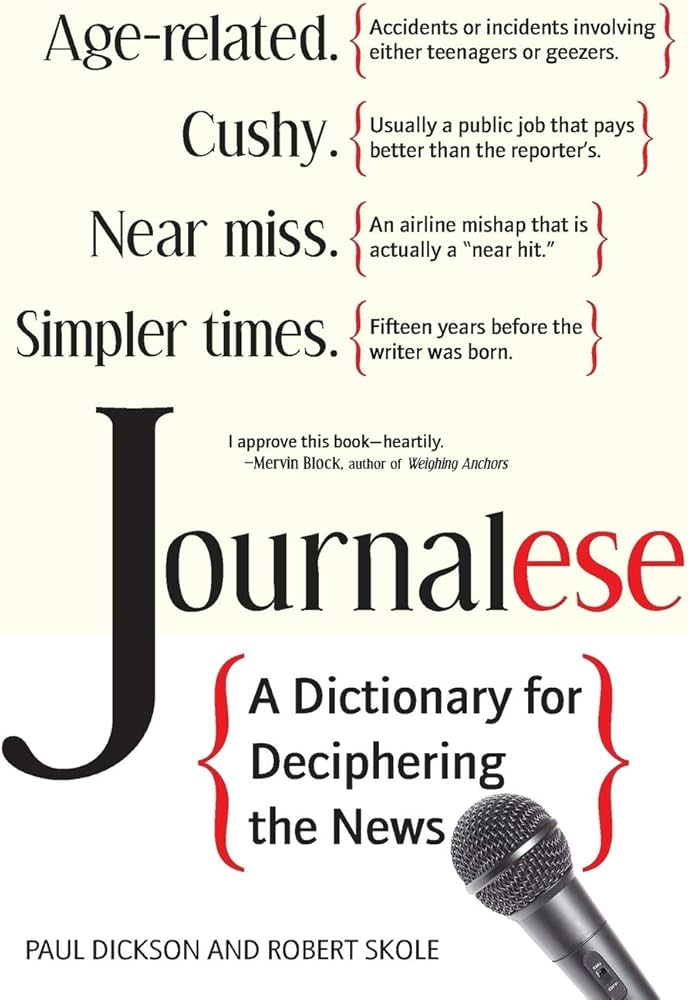 Age-related.
Accidents or incidents involving
either teenagers or geezers.
Cushy.
Usually a public job that pays
better than the reporter's.
Near miss.
An airline mishap that is
actually a “near hit.”
Simpler times.
Fifteen years before the
writer was born.
I approve this book—heartily.
–Mervin Block, author of Weighing Anchors
Journalese
A Dictionary for
Deciphering
the News
ON
OFF
PAUL DICKSON AND ROBERT SKOLE